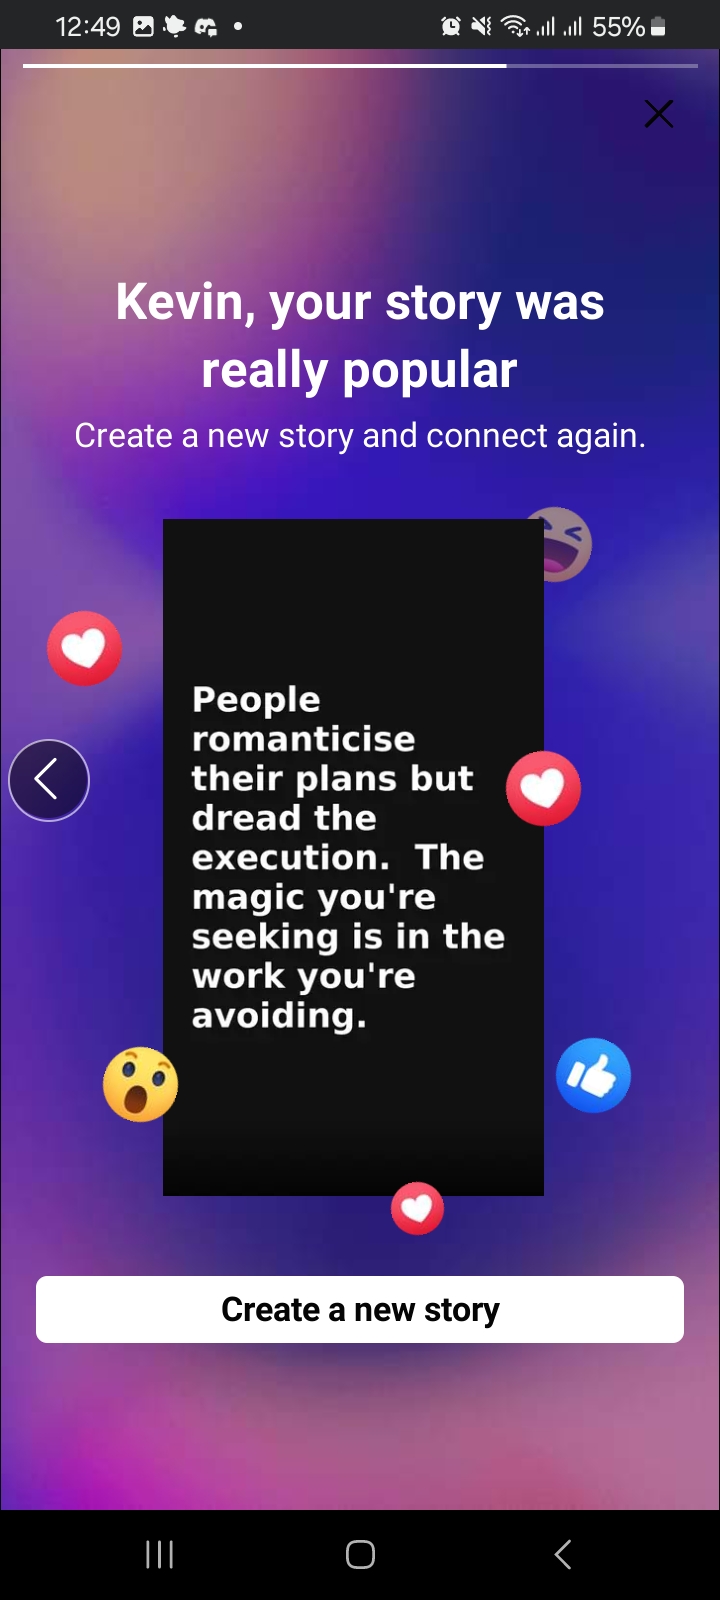 12:49
55%
Kevin, your story was
really popular
Create a new story and connect again.
People
romanticise
their plans but
dread the
execution.  The
magic you're
seeking is in the
work you're
avoiding.
Create a new story